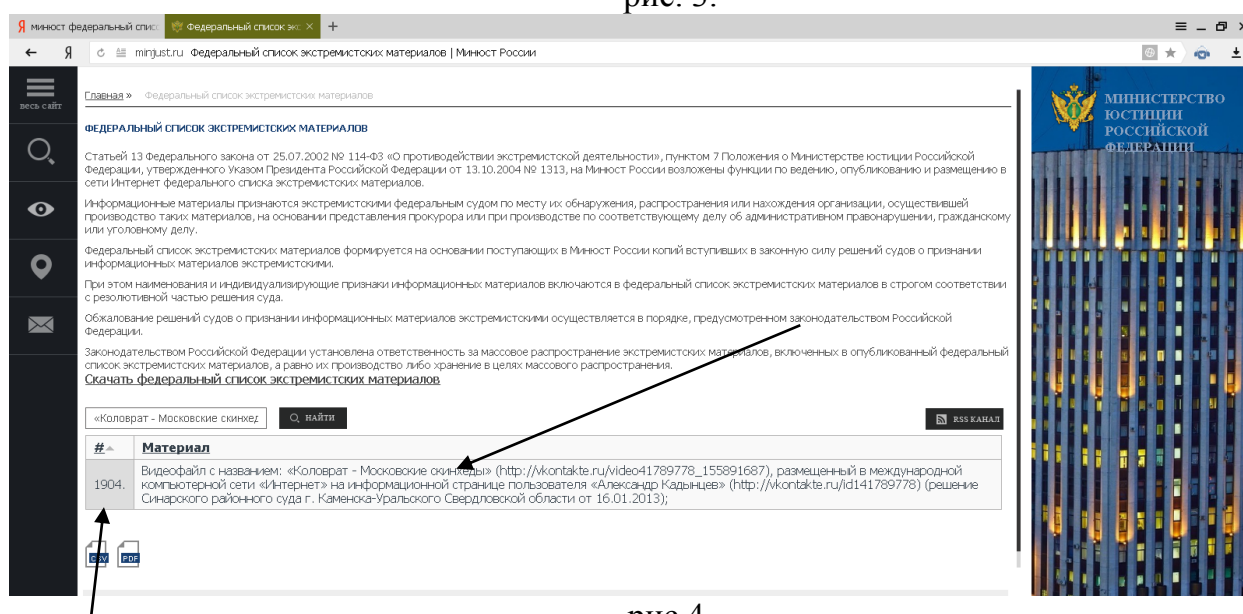 рис. 3.
Я минюст федеральный спис
Федеральный список экс × +
Я minjust.ru Федеральный список экстремистских материалов | Минюст России
весь сайт
Главная » Федеральный список экстремистских материалов
МИНИСТЕРСТВО
ЮСТИЦИИ
РОССИЙСКОЙ
ФЕДЕРАЦИИ
ФЕДЕРАЛЬНЫЙ СПИСОК ЭКСТРЕМИСТСКИХ МАТЕРИАЛОВ
Статьей 13 Федерального закона от 25.07.2002 № 114-ФЗ «О противодействии экстремистской деятельности», пунктом 7 Положения о Министерстве юстиции Российской
Федерации, утвержденного Указом Президента Российской Федерации от 13.10.2004 № 1313, на Минюст России возложены функции по ведению, опубликованию и размещению в
сети Интернет федерального списка экстремистских материалов.
Информационные материалы признаются экстремистскими федеральным судом по месту их обнаружения, распространения или нахождения организации, осуществившей
производство таких материалов, на основании представления прокурора или при производстве по соответствующему делу об административном правонарушении, гражданскому
или уголовному делу.
Федеральный список экстремистских материалов формируется на основании поступающих в Минюст России копий вступивших в законную силу решений судов о признании
информационных материалов экстремистскими.
При этом наименования и индивидуализирующие признаки информационных материалов включаются в федеральный список экстремистских материалов в строгом соответствии
с резолютивной частью решения суда.
Обжалование решений судов о признании информационных материалов экстремистскими осуществляется в порядке, предусмотренном законодательством Российской
Федерации.
Законодательством Российской Федерации установлена ответственность за массовое распространение экстремистских материалов, включенных в опубликованный федеральный
список экстремистских материалов, а равно их производство либо хранение в целях массового распространения.
Скачать федеральный список экстремистских материалов
«Коловрат - Московские скинхед НАЙТИ RSS КАНАЛ
# Материал
1904. Видеофайл с названием: «Коловрат - Московские скинхеды» (http://vkontakte.ru/video41789778_155891687), размещенный в международной
компьютерной сети «Интернет» на информационной странице пользователя «Александр Кадынцев» (http://vkontakte.ru/id141789778) (решение
Синарского районного суда г. Каменска-Уральского Свердловской области от 16.01.2013);
CSV PDF
рис 4